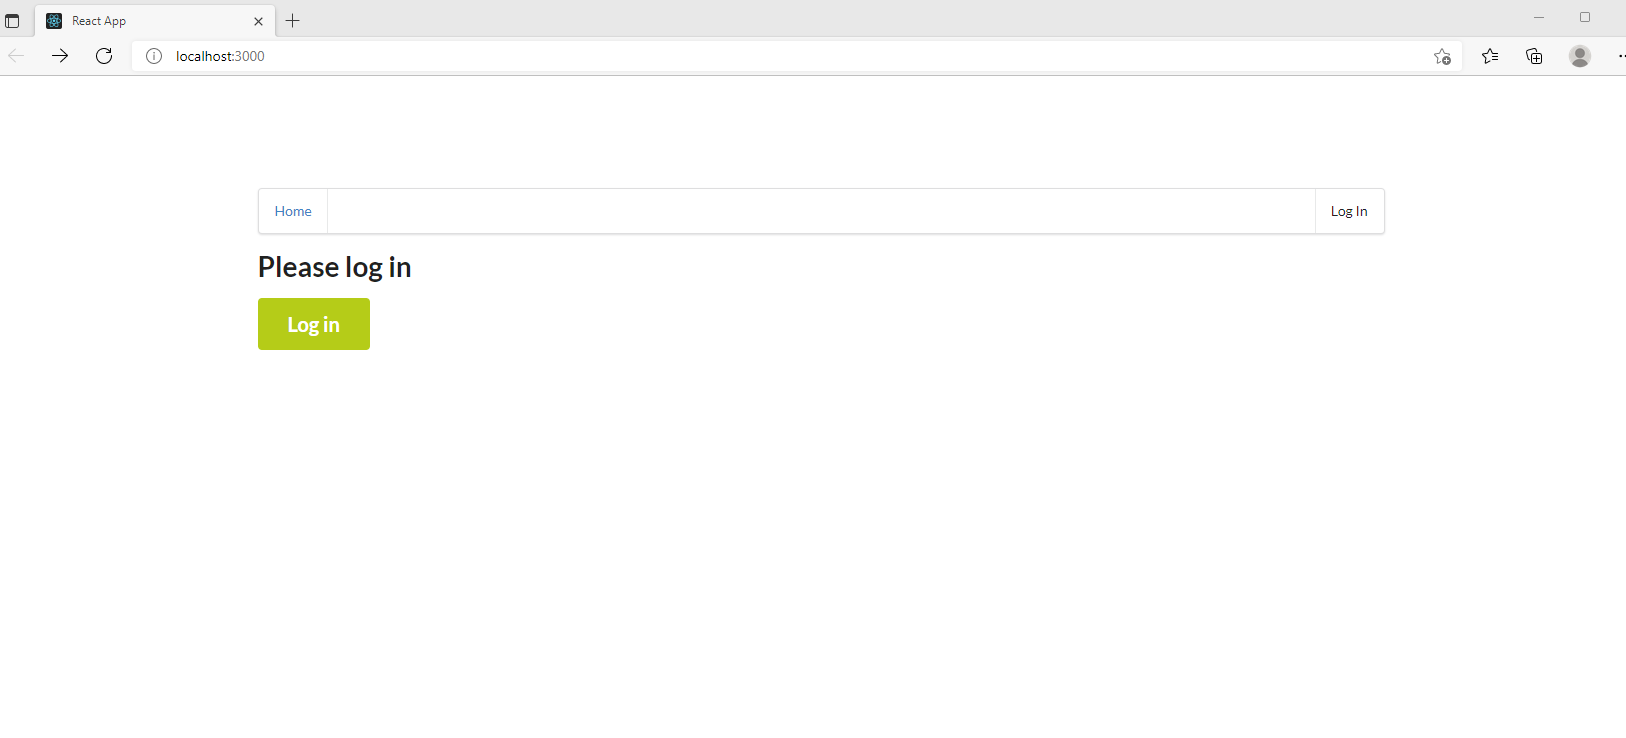 React App
localhost:3000
Home
Log In
Please log in
Log in